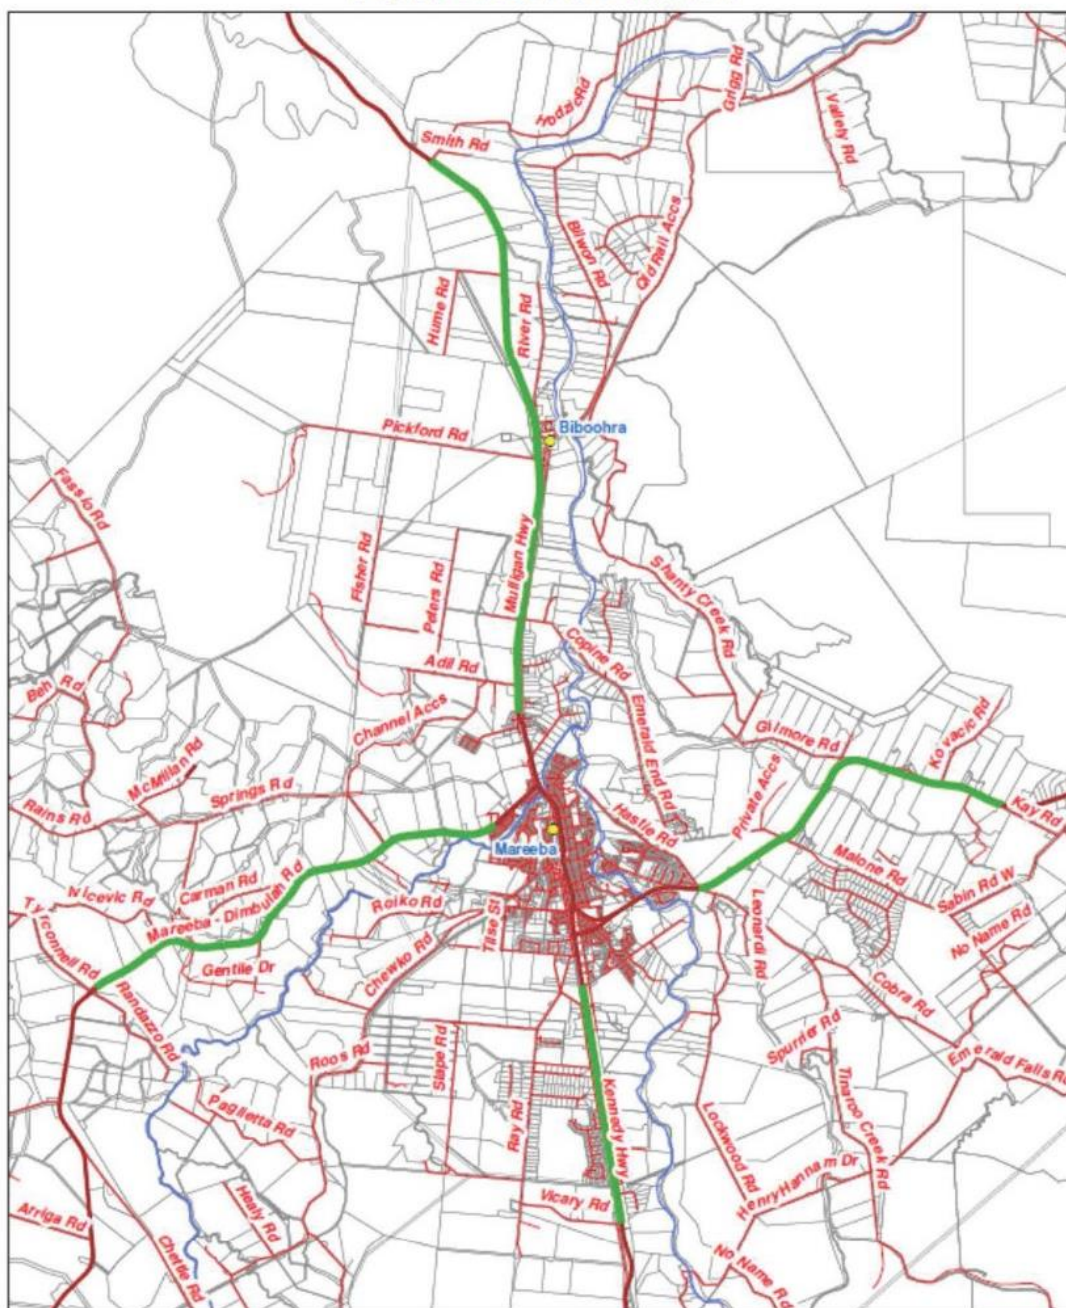 Hodzic Rd
Grigg Rd
Smith Rd
Vallely Rd
Bilwon Rd
Qld Rail Accs
Hume Rd
River Rd
Pickford Rd
Biboohra
Fassio Rd
Fisher Rd
Peters Rd
Mulligan Hwy
Shanty Creek Rd
Copine Rd
Adil Rd
Beh Rd
Channel Accs
Emerald End Rd
Gilmore Rd
Kovacic Rd
McMillan Rd
Springs Rd
Rains Rd
Private Accs
Kay Rd
Hastie Rd
Mareeba
Malone Rd
Carman Rd
Ivicevic Rd
Mareeba - Dimbulah Rd
Roiko Rd
Tilse St
Sabin Rd W
Tyrconnell Rd
Leonardi Rd
No Name Rd
Gentile Dr
Chewko Rd
Cobra Rd
Randazzo Rd
Roos Rd
Slape Rd
Spurrier Rd
Emerald Falls Rd
Paglietta Rd
Ray Rd
Kennedy Hwy
Lockwood Rd
Tinaroo Creek Rd
Henry Hannam Dr
Vicary Rd
Healy Rd
Arriga Rd
Chettle Rd
No Name Rd